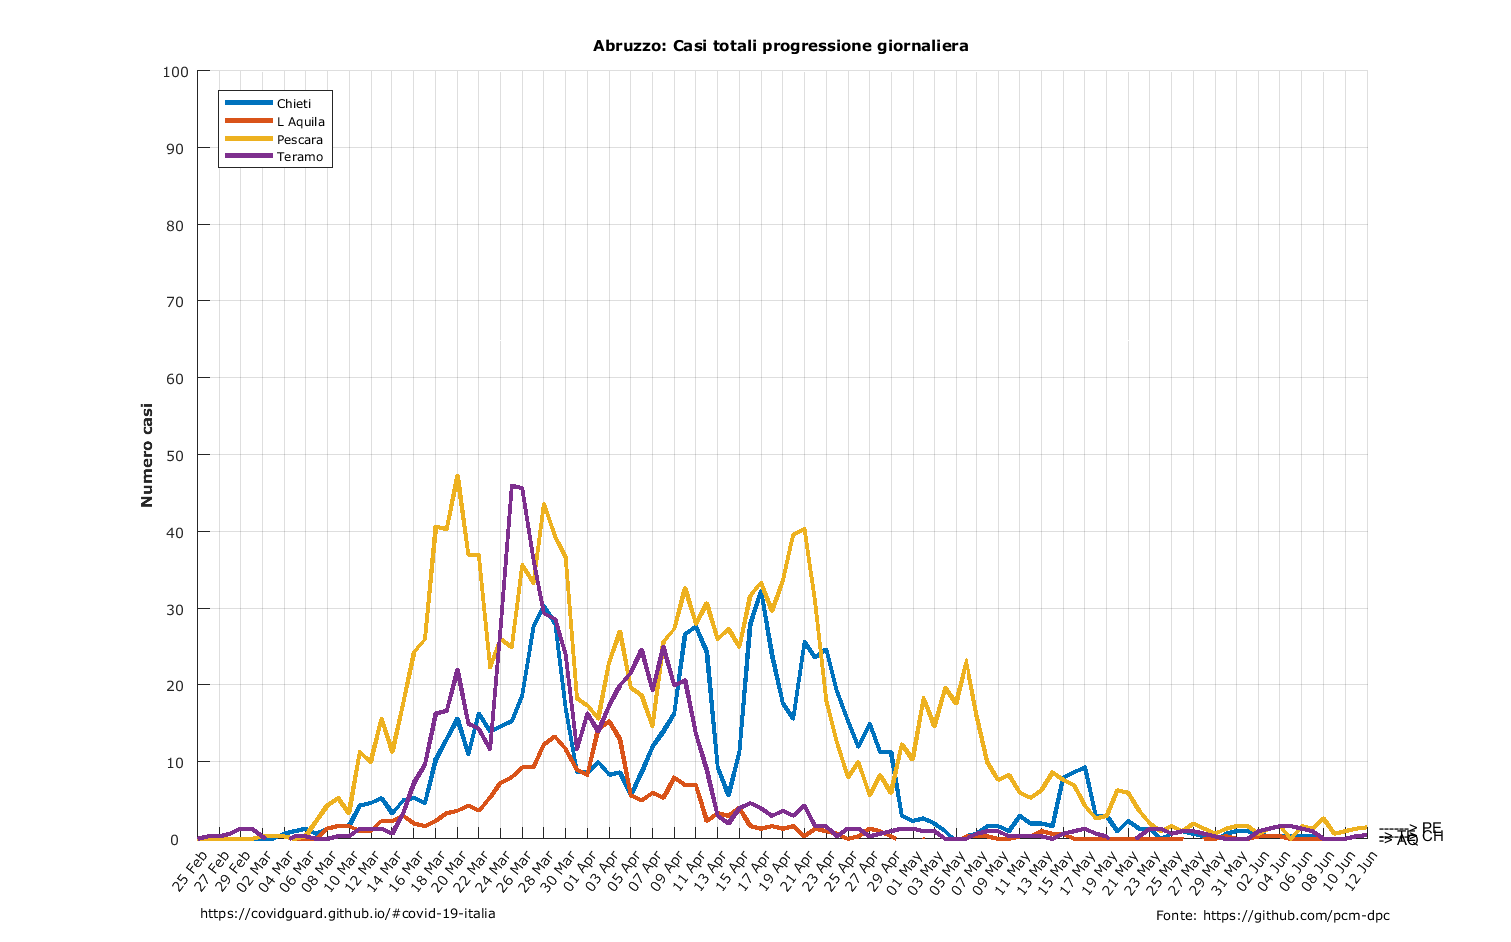 Abruzzo: Casi totali progressione giornaliera
100
90
80
70
60
50
40
30
20
10
0
Numero casi
Chieti
L Aquila
Pescara
Teramo
25 Feb
27 Feb
29 Feb
02 Mar
04 Mar
06 Mar
08 Mar
10 Mar
12 Mar
14 Mar
16 Mar
18 Mar
20 Mar
22 Mar
24 Mar
26 Mar
28 Mar
30 Mar
01 Apr
03 Apr
05 Apr
07 Apr
09 Apr
11 Apr
13 Apr
15 Apr
17 Apr
19 Apr
21 Apr
23 Apr
25 Apr
27 Apr
29 Apr
01 May
03 May
05 May
07 May
09 May
11 May
13 May
15 May
17 May
19 May
21 May
23 May
25 May
27 May
29 May
31 May
02 Jun
04 Jun
06 Jun
08 Jun
10 Jun
12 Jun
PE
CH
AQ
https://covidguard.github.io/#covid-19-italia
Fonte: https://github.com/pcm-dpc